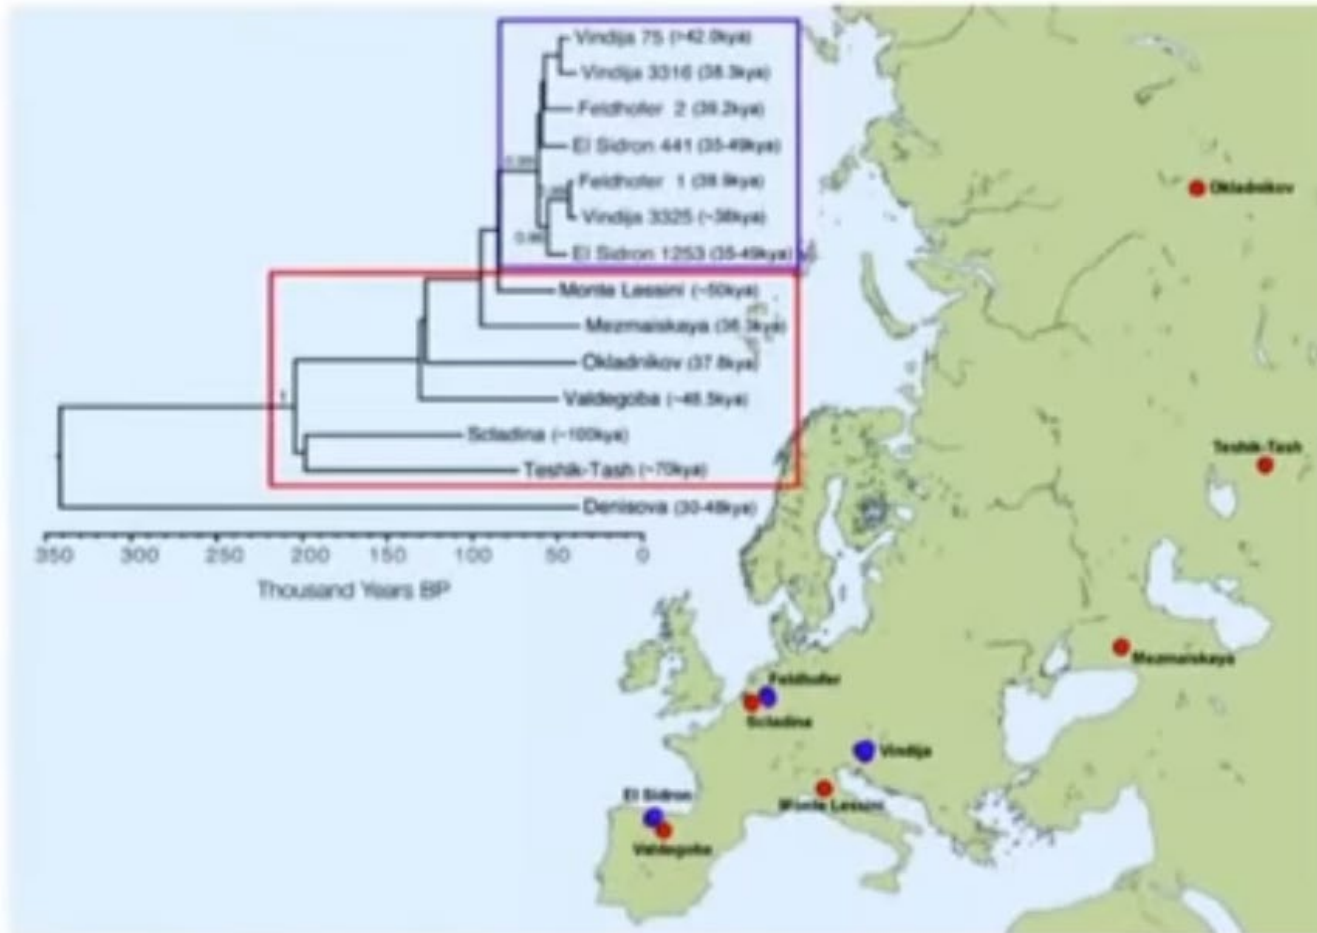 Vindija 75 (>42.0kya)
Vindija 3316 (38.3kya)
Feldhofer 2 (39.2kya)
El Sidron 441 (35-49kya)
0.99
Feldhofer 1 (39.9kya)
Vindija 3325 (~38kya)
El Sidron 1253 (35-49kya)
Monte Lessini (~50kya)
Mezmaiskaya
Okladnikov (37.8kya)
1
Valdegoba (~48.5kya)
Scladina (~100kya)
Teshik-Tash (~70kya)
Denisova (30-48kya)
350 300 250 200 150 100 50 0
Thousand Years BP
Okladnikov
Teshik-Tash
Mezmaiskaya
Feldhofer
Scladina
Vindija
Monte Lessini
El Sidron
Valdegoba